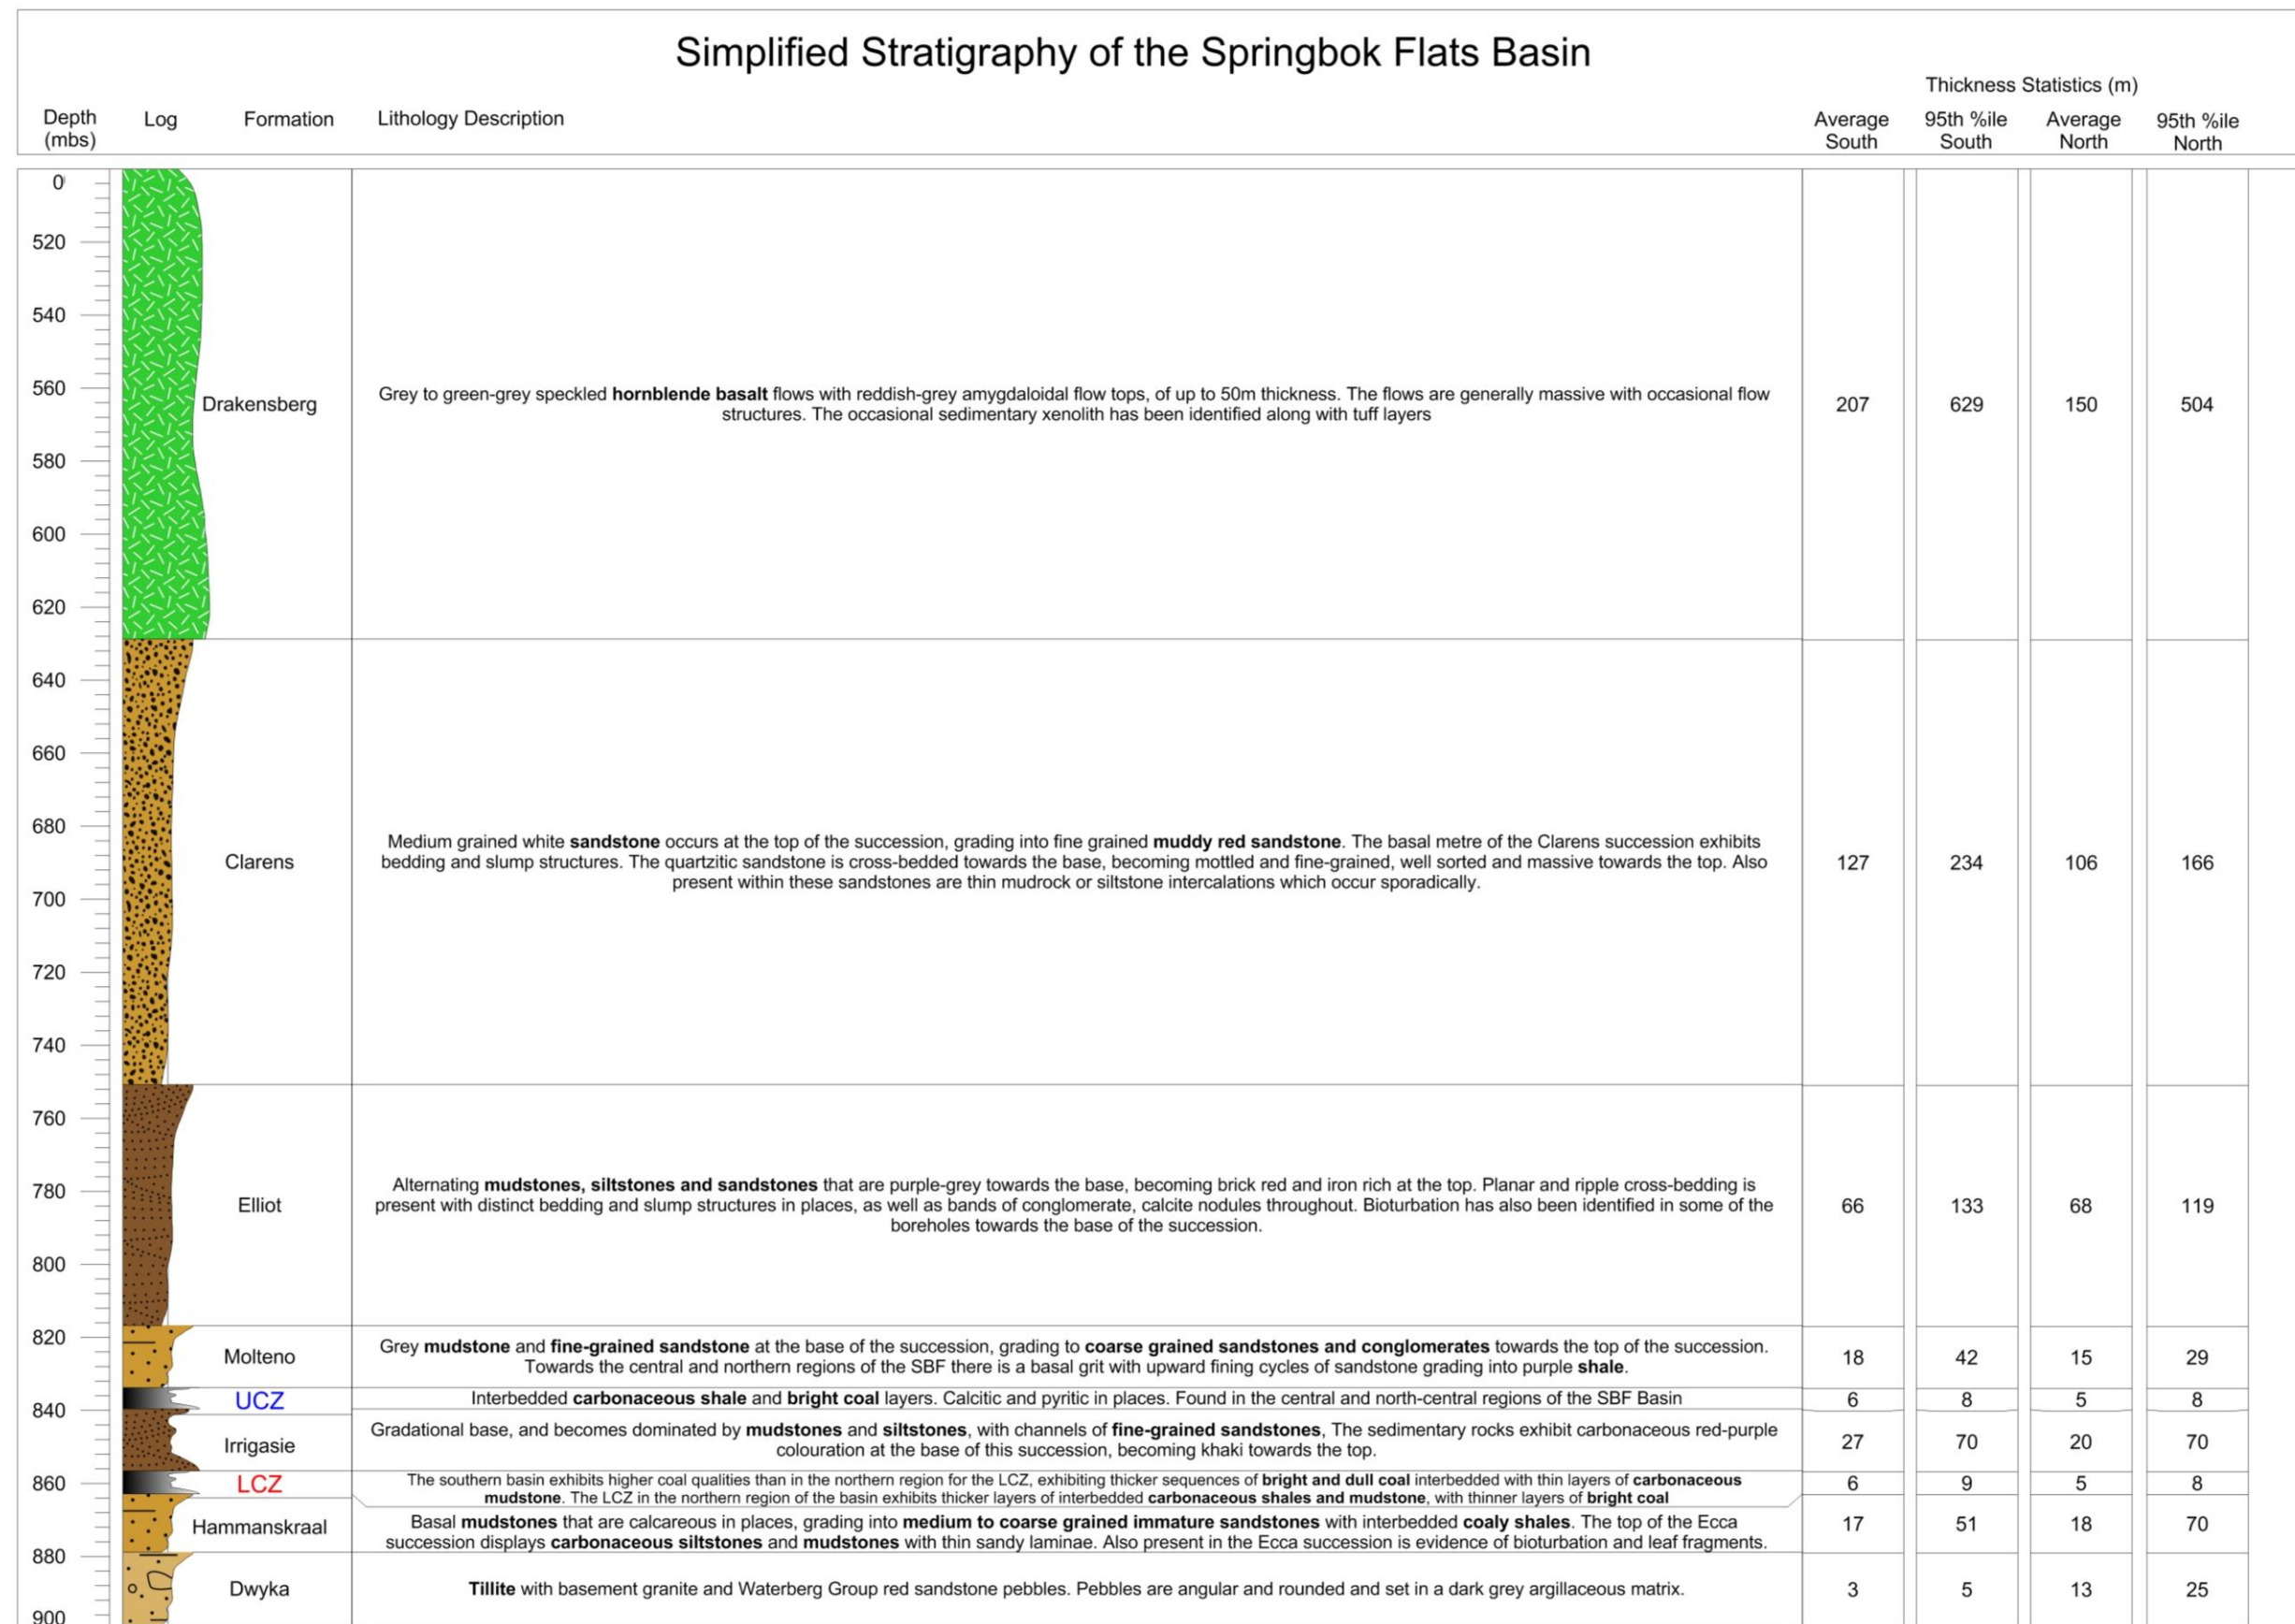 Simplified Stratigraphy of the Springbok Flats Basin
Thickness Statistics (m)
Depth (mbs) Log Formation Lithology Description Average South 95th %ile South Average North 95th %ile North
0
520
540
560
580
600
620
Drakensberg
Grey to green-grey speckled hornblende basalt flows with reddish-grey amygdaloidal flow tops, of up to 50m thickness. The flows are generally massive with occasional flow
structures. The occasional sedimentary xenolith has been identified along with tuff layers
207 629 150 504
640
660
680
700
720
740
Clarens
Medium grained white sandstone occurs at the top of the succession, grading into fine grained muddy red sandstone. The basal metre of the Clarens succession exhibits
bedding and slump structures. The quartzitic sandstone is cross-bedded towards the base, becoming mottled and fine-grained, well sorted and massive towards the top. Also
present within these sandstones are thin mudrock or siltstone intercalations which occur sporadically.
127 234 106 166
760
780
800
Elliot
Alternating mudstones, siltstones and sandstones that are purple-grey towards the base, becoming brick red and iron rich at the top. Planar and ripple cross-bedding is
present with distinct bedding and slump structures in places, as well as bands of conglomerate, calcite nodules throughout. Bioturbation has also been identified in some of the
boreholes towards the base of the succession.
66 133 68 119
820
Molteno
Grey mudstone and fine-grained sandstone at the base of the succession, grading to coarse grained sandstones and conglomerates towards the top of the succession.
Towards the central and northern regions of the SBF there is a basal grit with upward fining cycles of sandstone grading into purple shale.
18 42 15 29
840
UCZ
Interbedded carbonaceous shale and bright coal layers. Calcitic and pyritic in places. Found in the central and north-central regions of the SBF Basin
6 8 5 8
Irrigasie
Gradational base, and becomes dominated by mudstones and siltstones, with channels of fine-grained sandstones, The sedimentary rocks exhibit carbonaceous red-purple
colouration at the base of this succession, becoming khaki towards the top.
27 70 20 70
860
LCZ
The southern basin exhibits higher coal qualities than in the northern region for the LCZ, exhibiting thicker sequences of bright and dull coal interbedded with thin layers of carbonaceous
mudstone. The LCZ in the northern region of the basin exhibits thicker layers of interbedded carbonaceous shales and mudstone, with thinner layers of bright coal
6 9 5 8
Hammanskraal
Basal mudstones that are calcareous in places, grading into medium to coarse grained immature sandstones with interbedded coaly shales. The top of the Ecca
succession displays carbonaceous siltstones and mudstones with thin sandy laminae. Also present in the Ecca succession is evidence of bioturbation and leaf fragments.
17 51 18 70
880
Dwyka
Tillite with basement granite and Waterberg Group red sandstone pebbles. Pebbles are angular and rounded and set in a dark grey argillaceous matrix.
3 5 13 25
900